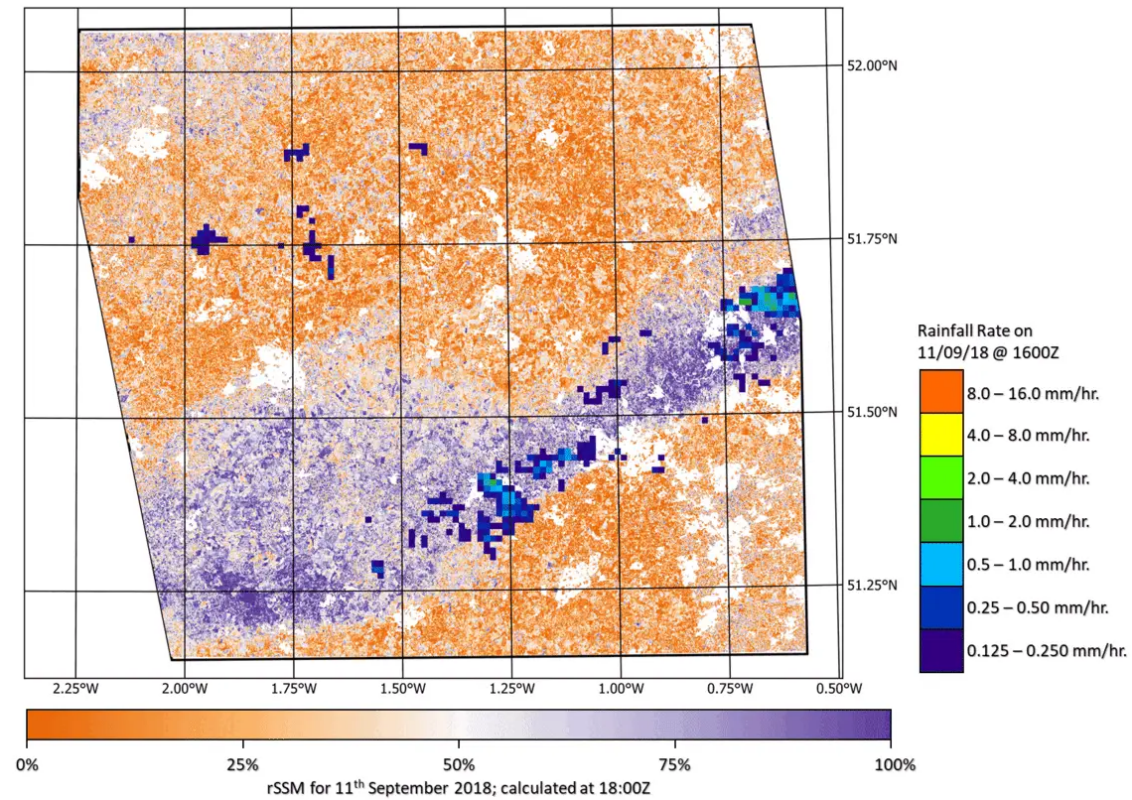 52.00°N
51.75°N
51.50°N
51.25°N
2.25°W 2.00°W 1.75°W 1.50°W 1.25°W 1.00°W 0.75°W 0.50°W
Rainfall Rate on
11/09/18 @ 1600Z
8.0 – 16.0 mm/hr.
4.0 – 8.0 mm/hr.
2.0 – 4.0 mm/hr.
1.0 – 2.0 mm/hr.
0.5 – 1.0 mm/hr.
0.25 – 0.50 mm/hr.
0.125 – 0.250 mm/hr.
0% 25% 50% 75% 100%
rSSM for 11th September 2018; calculated at 18:00Z